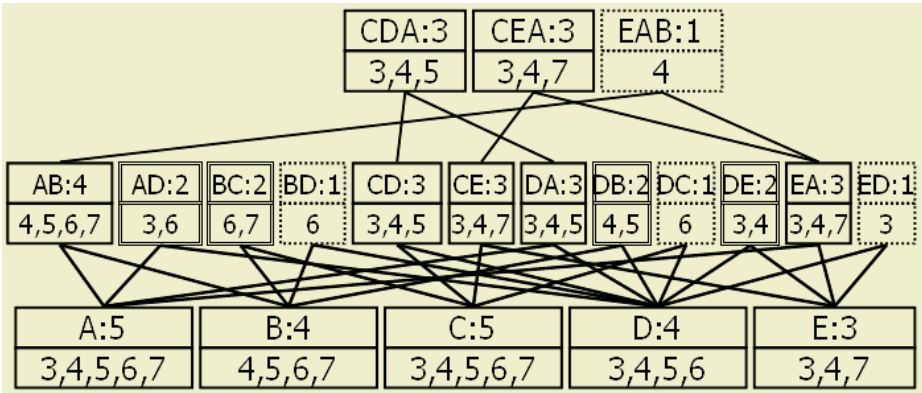 CDA:3 CEA:3 EAB:1
3,4,5 3,4,7 4
AB:4 AD:2 BC:2 BD:1 CD:3 CE:3 DA:3 DB:2 DC:1 DE:2 EA:3 ED:1
4,5,6,7 3,6 6,7 6 3,4,5 3,4,7 3,4,5 4,5 6 3,4 3,4,7 3
A:5 B:4 C:5 D:4 E:3
3,4,5,6,7 4,5,6,7 3,4,5,6,7 3,4,5,6 3,4,7